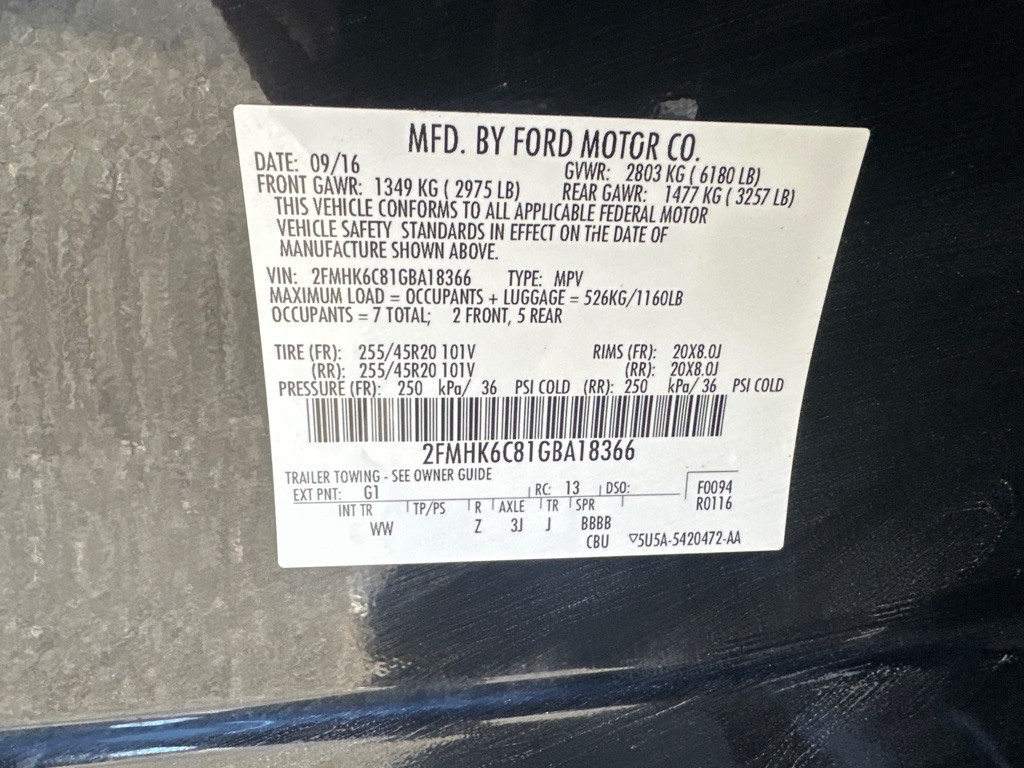 MFD. BY FORD MOTOR CO.
DATE: 09/16 GVWR: 2803 KG ( 6180 LB)
FRONT GAWR: 1349 KG ( 2975 LB) REAR GAWR: 1477 KG ( 3257 LB)
THIS VEHICLE CONFORMS TO ALL APPLICABLE FEDERAL MOTOR
VEHICLE SAFETY STANDARDS IN EFFECT ON THE DATE OF
MANUFACTURE SHOWN ABOVE.
VIN: 2FMHK6C81GBA18366 TYPE: MPV
MAXIMUM LOAD = OCCUPANTS + LUGGAGE = 526KG/1160LB
OCCUPANTS = 7 TOTAL; 2 FRONT, 5 REAR
TIRE (FR): 255/45R20 101V RIMS (FR): 20X8.0J
(RR): 255/45R20 101V (RR): 20X8.0J
PRESSURE (FR): 250 kPa/ 36 PSI COLD (RR): 250 kPa/ 36 PSI COLD
2FMHK6C81GBA18366
TRAILER TOWING - SEE OWNER GUIDE
EXT PNT: G1 RC: 13 DSO: F0094
R0116
INT TR TP/PS R AXLE TR SPR
WW Z 3J J BBBB
CBU ▽5U5A-5420472-AA